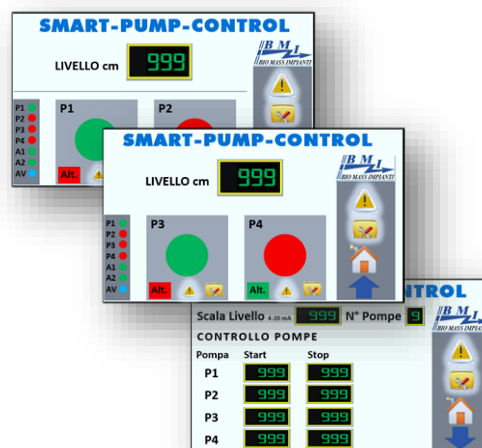 SMART-PUMP-CONTROL
LIVELLO cm 999
BMI
BIO MASS IMPIANTI
P1
P2
P3
P4
A1
A2
AV
P1 P2
Alt.
SMART-PUMP-CONTROL
LIVELLO cm 999
BMI
BIO MASS IMPIANTI
P1
P2
P3
P4
A1
A2
AV
P3 P4
Alt. Alt.
NTROL
Scala Livello 4-20 mA 999 N° Pompe 9
BMI
BIO MASS IMPIANTI
CONTROLLO POMPE
Pompa Start Stop
P1 999 999
P2 999 999
P3 999 999
P4 999 999